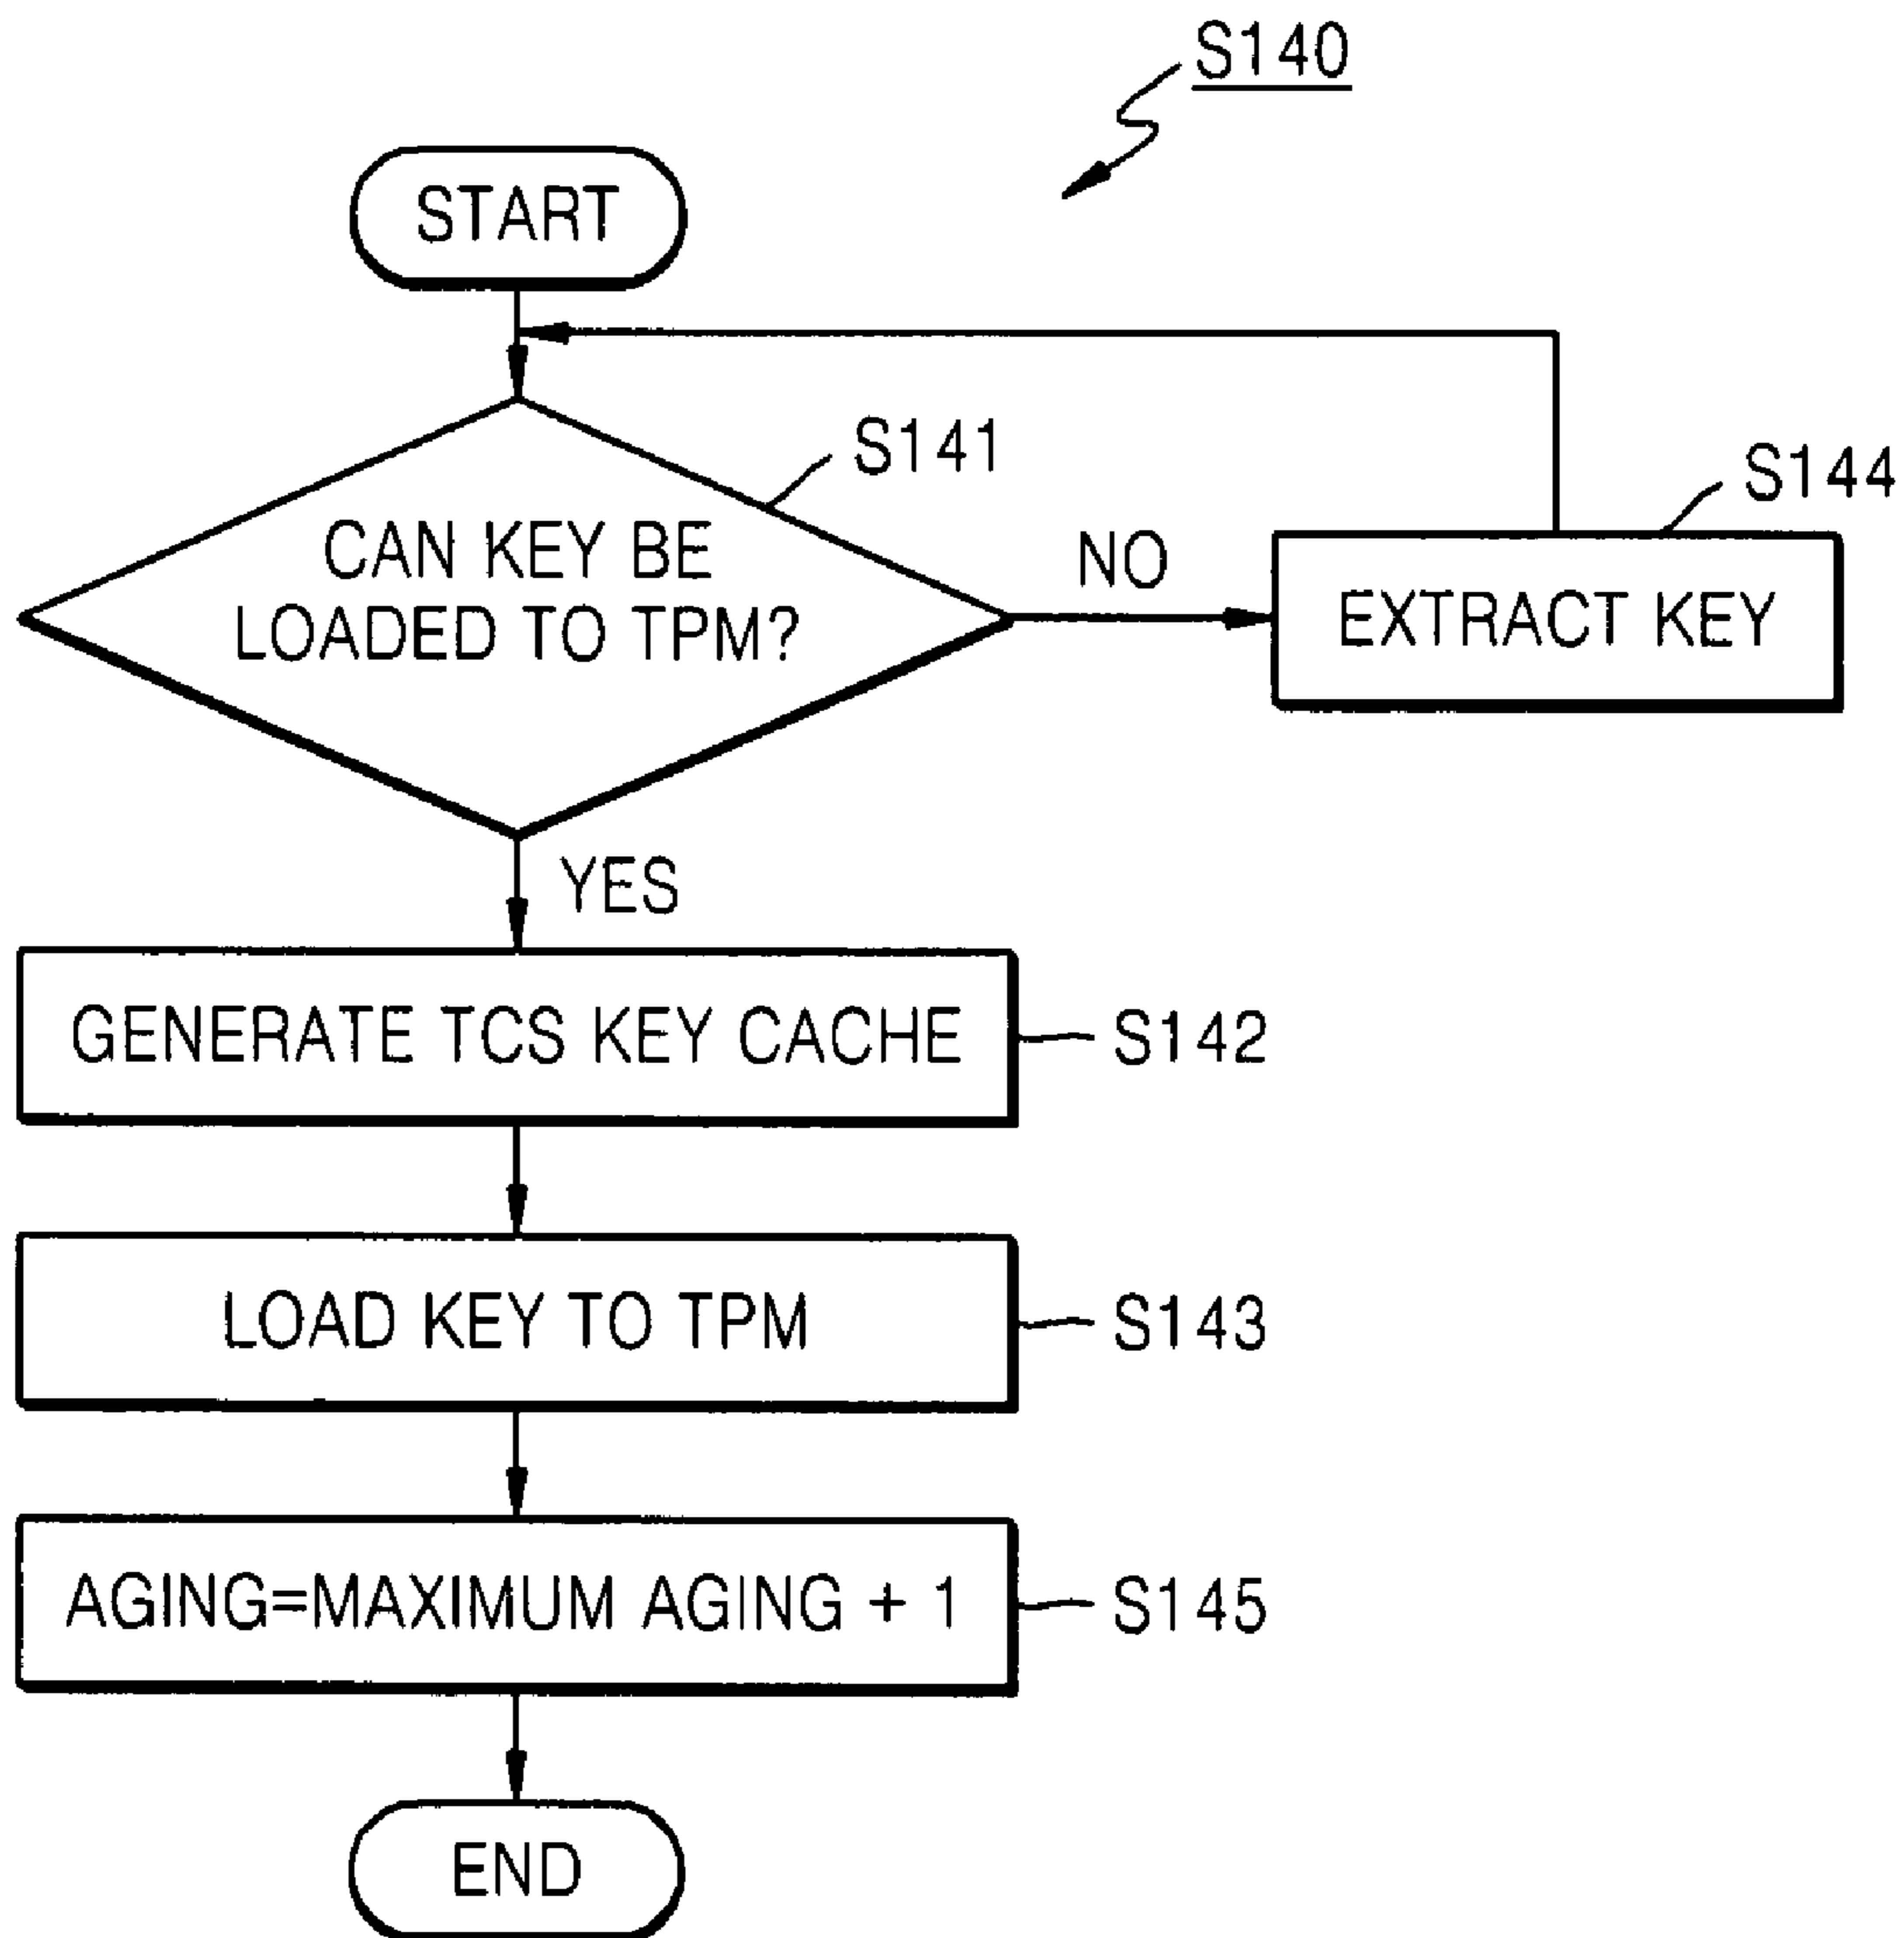 S140
START
S141
S144
CAN KEY BE
LOADED TO TPM?
NO
EXTRACT KEY
YES
GENERATE TCS KEY CACHE
S142
LOAD KEY TO TPM
S143
AGING=MAXIMUM AGING + 1
S145
END